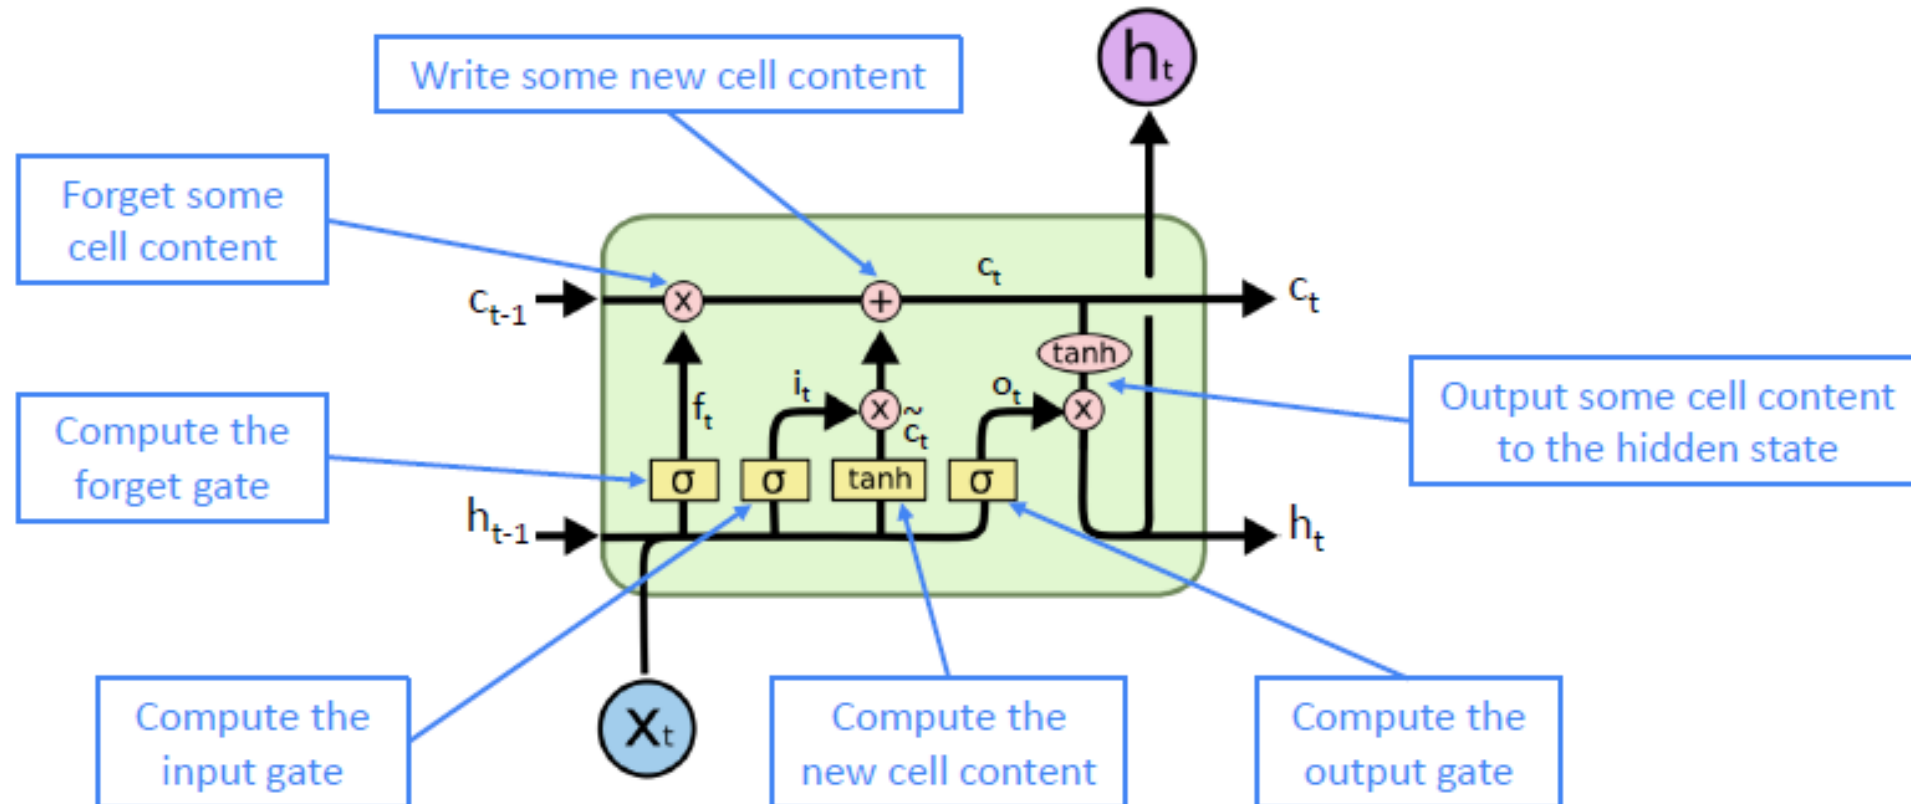 Write some new cell content
hₜ
Forget some
cell content
cₜ₋₁
x
+
cₜ
cₜ
tanh
Output some cell content
to the hidden state
fₜ
iₜ
x
c̃ₜ
oₜ
x
Compute the
forget gate
σ
σ
tanh
σ
hₜ₋₁
hₜ
xₜ
Compute the
input gate
Compute the
new cell content
Compute the
output gate